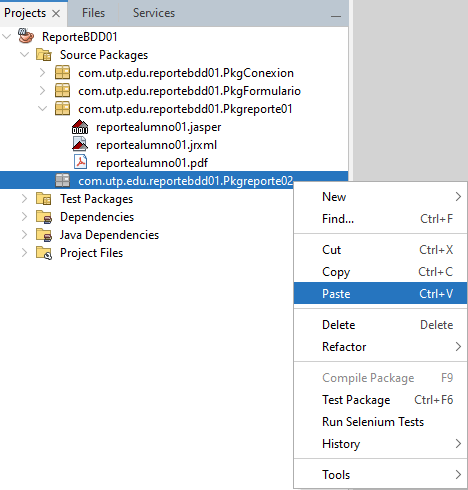 Projects × Files Services
ReporteBDD01
Source Packages
com.utp.edu.reportebdd01.PkgConexion
com.utp.edu.reportebdd01.PkgFormulario
com.utp.edu.reportebdd01.Pkgreporte01
reportealumno01.jasper
reportealumno01.jrxml
reportealumno01.pdf
com.utp.edu.reportebdd01.Pkgreporte02
Test Packages
Dependencies
Java Dependencies
Project Files
New
Find... Ctrl+F
Cut Ctrl+X
Copy Ctrl+C
Paste Ctrl+V
Delete Delete
Refactor
Compile Package F9
Test Package Ctrl+F6
Run Selenium Tests
History
Tools